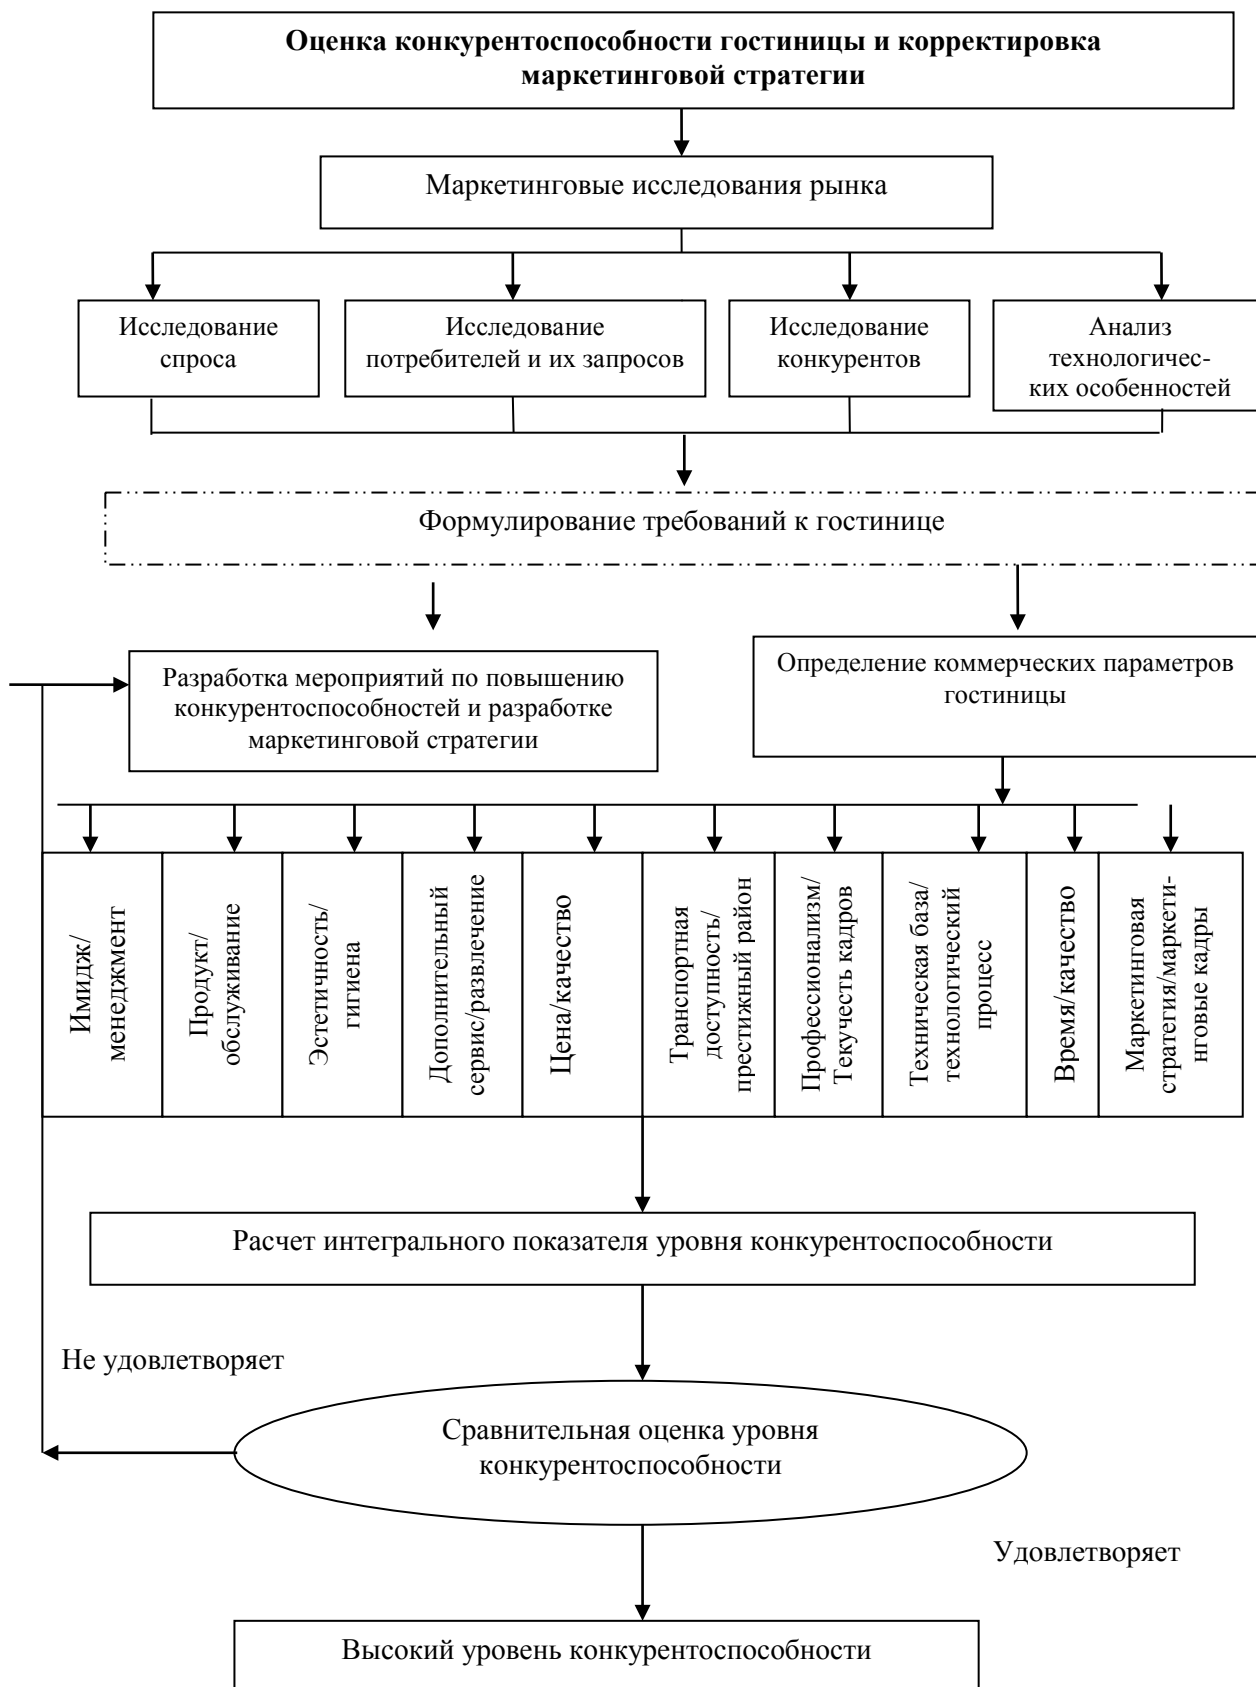 Оценка конкурентоспособности гостиницы и корректировка
маркетинговой стратегии
Маркетинговые исследования рынка
Исследование
спроса
Исследование
потребителей и их запросов
Исследование
конкурентов
Анализ
технологичес-
ких особенностей
Формулирование требований к гостинице
Разработка мероприятий по повышению
конкурентоспособностей и разработке
маркетинговой стратегии
Определение коммерческих параметров
гостиницы
Имидж/
менеджмент
Продукт/
обслуживание
Эстетичность/
гигиена
Дополнительный
сервис/развлечение
Цена/качество
Транспортная
доступность/
престижный район
Профессионализм/
Текучесть кадров
Техническая база/
технологический
процесс
Время/качество
Маркетинговая
стратегия/маркети-
нговые кадры
Расчет интегрального показателя уровня конкурентоспособности
Не удовлетворяет
Сравнительная оценка уровня
конкурентоспособности
Удовлетворяет
Высокий уровень конкурентоспособности